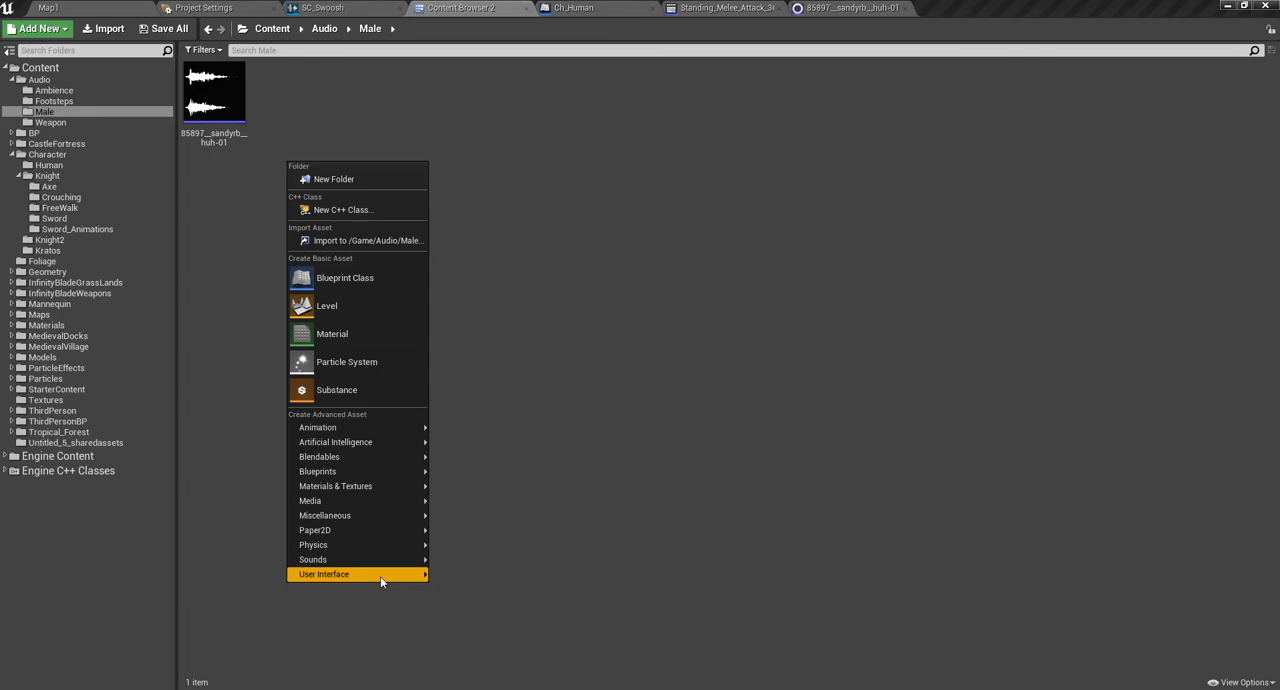 Map1
Project Settings
SC_Swoosh
Content Browser 2
Ch_Human
Standing_Melee_Attack_3
85897__sandyrb__huh-01
Add New
Import
Save All
Content
Audio
Male
Search Folders
Filters
Search Male
Content
Audio
Ambience
Footsteps
Male
Weapon
BP
CastleFortress
Character
Human
Knight
Axe
Crouching
FreeWalk
Sword
Sword_Animations
Knight2
Kratos
Foliage
Geometry
InfinityBladeGrassLands
InfinityBladeWeapons
Mannequin
Maps
Materials
MedievalDocks
MedievalVillage
Models
ParticleEffects
Particles
StarterContent
Textures
ThirdPerson
ThirdPersonBP
Tropical_Forest
Untitled_5_sharedassets
Engine Content
Engine C++ Classes
85897__sandyrb__
huh-01
Folder
New Folder
C++ Class
New C++ Class...
Import Asset
Import to /Game/Audio/Male...
Create Basic Asset
Blueprint Class
Level
Material
Particle System
Substance
Create Advanced Asset
Animation
Artificial Intelligence
Blendables
Blueprints
Materials & Textures
Media
Miscellaneous
Paper2D
Physics
Sounds
User Interface
1 item
View Options